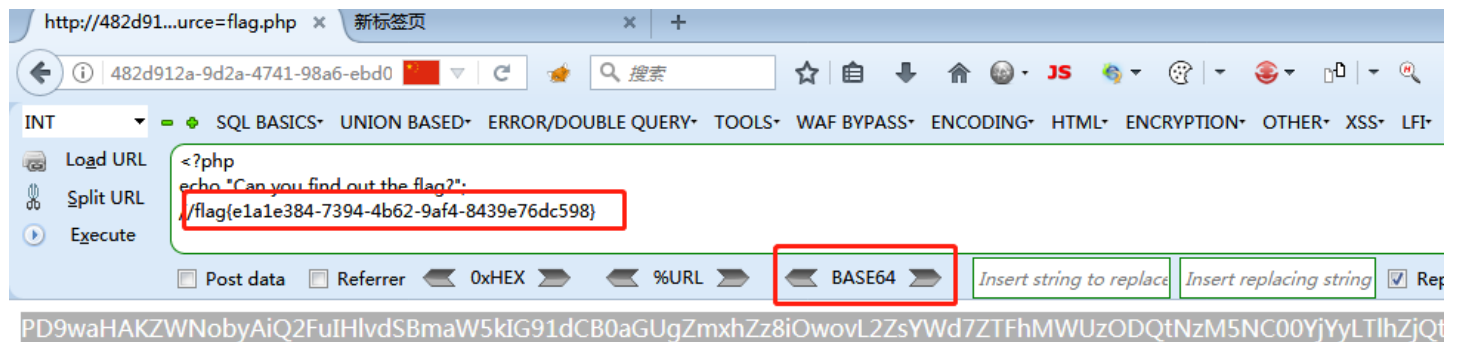 http://482d91...urce=flag.php × 新标签页 × +
482d912a-9d2a-4741-98a6-ebd0 搜索 JS
INT SQL BASICS UNION BASED ERROR/DOUBLE QUERY TOOLS WAF BYPASS ENCODING HTML ENCRYPTION OTHER XSS LFI
Load URL <?php
Split URL echo "Can you find out the flag?";
//flag{e1a1e384-7394-4b62-9af4-8439e76dc598}
Execute
Post data Referrer 0xHEX %URL BASE64 Insert string to replace Insert replacing string Rep
PD9waHAKZWNobyAiQ2FuIHlvdSBmaW5kIG91dCB0aGUgZmxhZz8iOwovL2ZsYWd7ZTFhMWUzODQtNzM5NC00YjYyLTlhZjQt